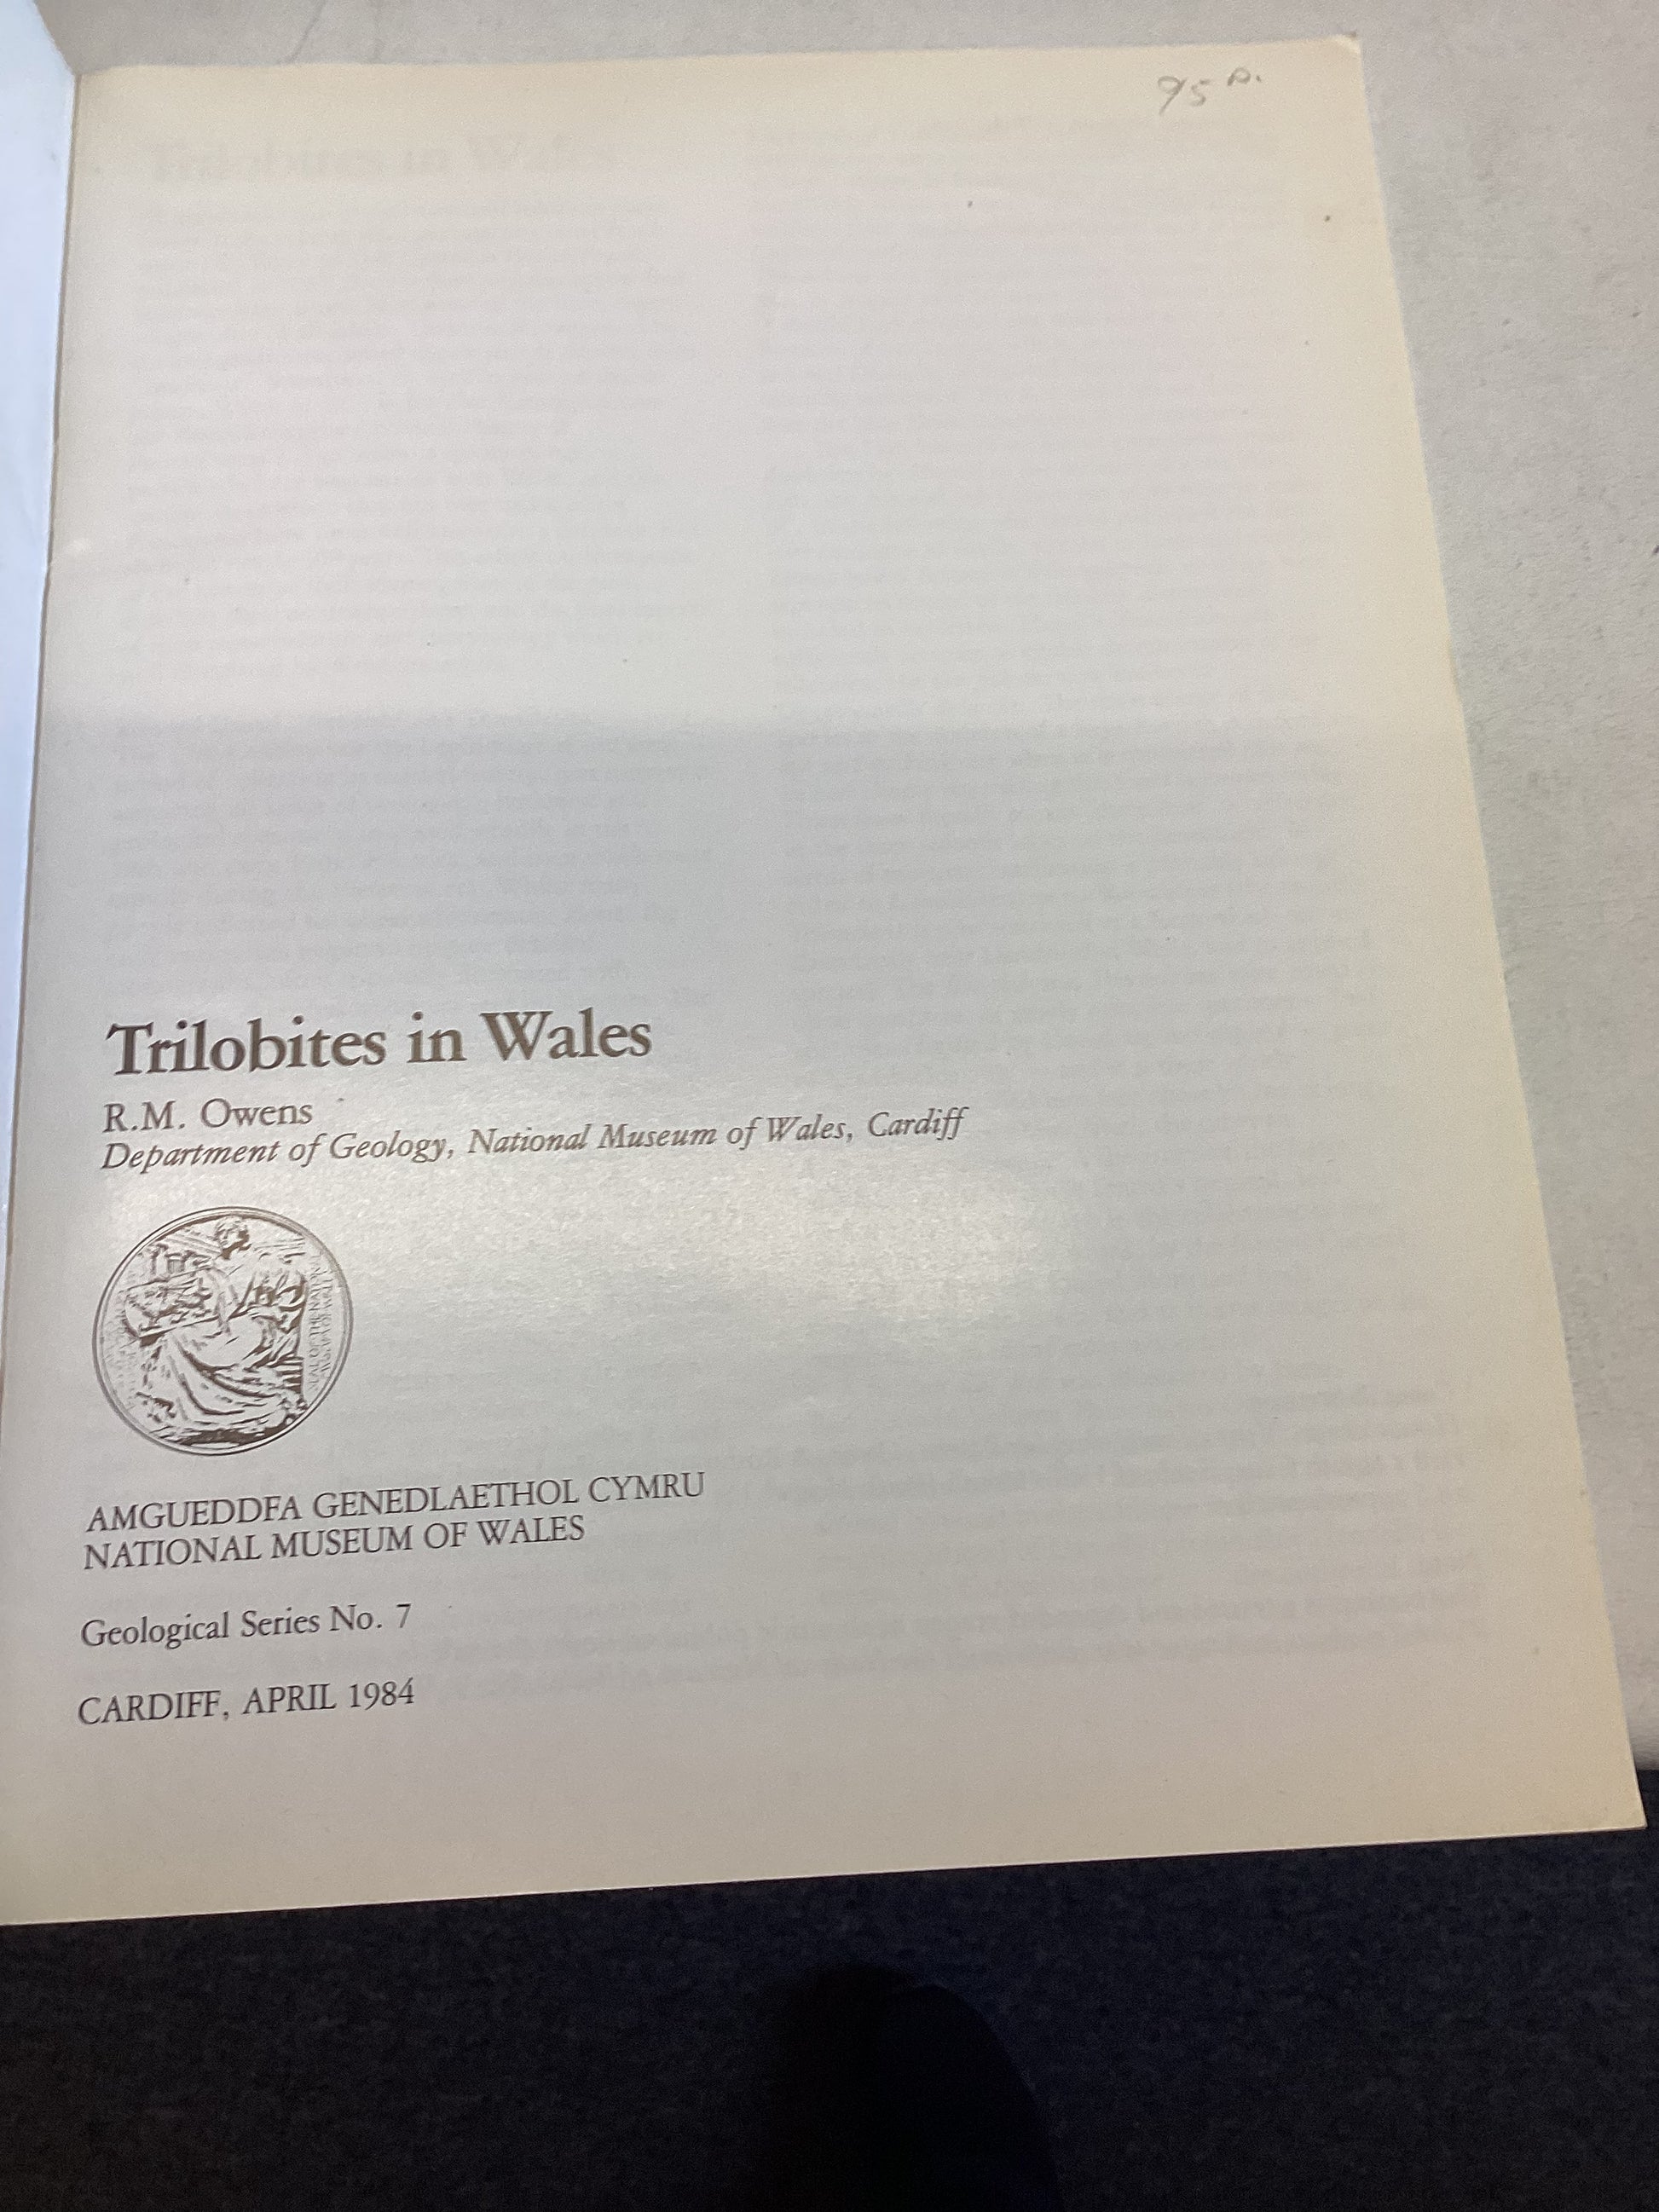 95 p.
Trilobites in Wales
R.M. Owens
Department of Geology, National Museum of Wales, Cardiff
AMGUEDDFA GENEDLAETHOL CYMRU
NATIONAL MUSEUM OF WALES
Geological Series No. 7
CARDIFF, APRIL 1984